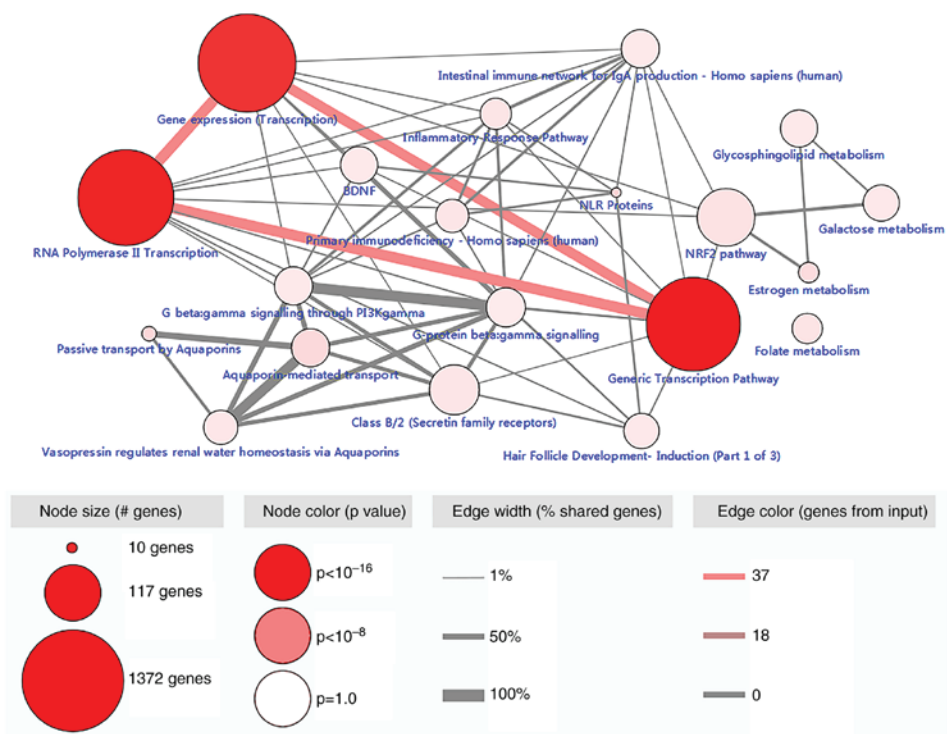 Intestinal immune network for IgA production - Homo sapiens (human)
Gene expression (Transcription)
Inflammatory Response Pathway
Glycosphingolipid metabolism
BDNF
NLR Proteins
Galactose metabolism
Primary immunodeficiency - Homo sapiens (human)
RNA Polymerase II Transcription
NRF2 pathway
Estrogen metabolism
G beta:gamma signalling through PI3Kgamma
G-protein beta:gamma signalling
Passive transport by Aquaporins
Folate metabolism
Aquaporin-mediated transport
Generic Transcription Pathway
Class B/2 (Secretin family receptors)
Vasopressin regulates renal water homeostasis via Aquaporins
Hair Follicle Development- Induction (Part 1 of 3)
Node size (# genes)
10 genes
117 genes
1372 genes
Node color (p value)
p<10⁻¹⁶
p<10⁻⁸
p=1.0
Edge width (% shared genes)
1%
50%
100%
Edge color (genes from input)
37
18
0